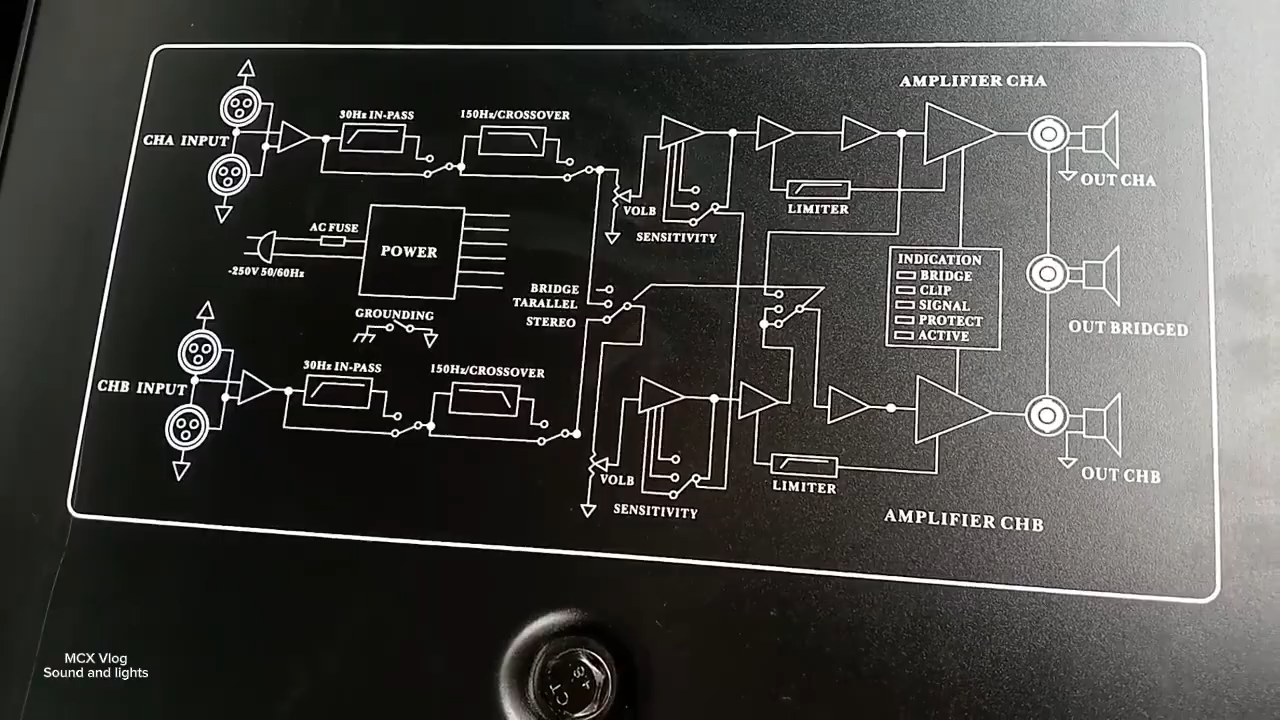 AMPLIFIER CHA
30Hz IN-PASS
150Hz/CROSSOVER
CHA INPUT
VOLB
SENSITIVITY
LIMITER
OUT CHA
AC FUSE
-250V 50/60Hz
POWER
GROUNDING
BRIDGE
TARALLEL
STEREO
INDICATION
BRIDGE
CLIP
SIGNAL
PROTECT
ACTIVE
OUT BRIDGED
CHB INPUT
30Hz IN-PASS
150Hz/CROSSOVER
VOLB
SENSITIVITY
LIMITER
OUT CHB
AMPLIFIER CHB
MCX Vlog
Sound and lights